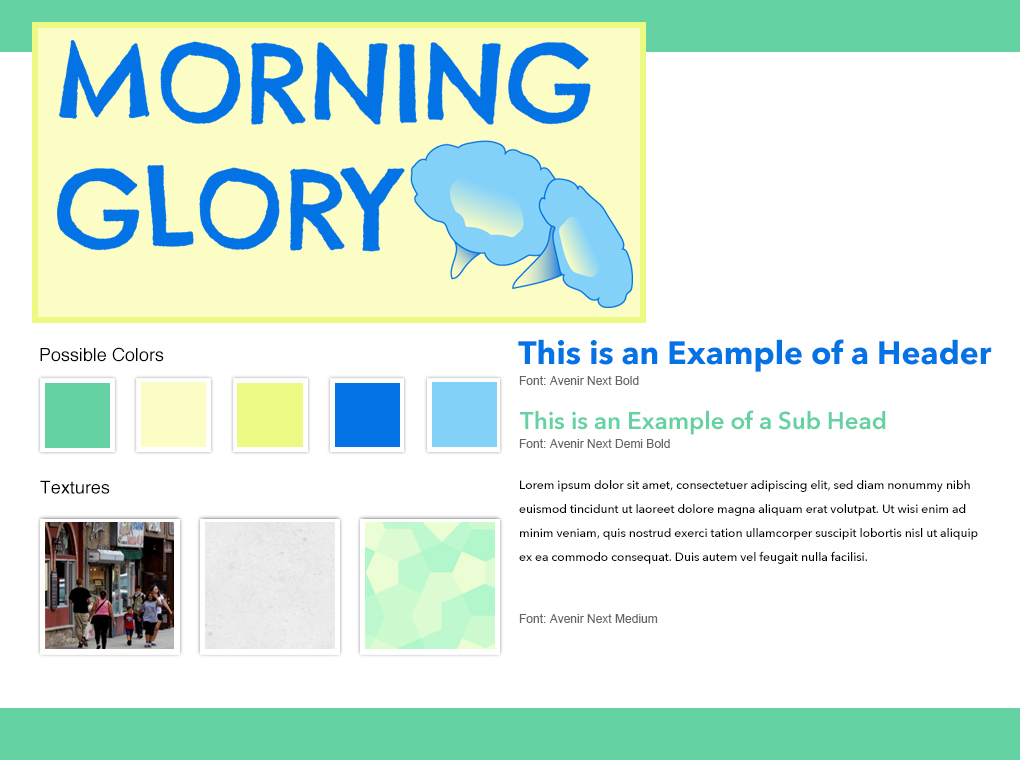 MORNING
GLORY
Possible Colors
Textures
This is an Example of a Header
Font: Avenir Next Bold
This is an Example of a Sub Head
Font: Avenir Next Demi Bold
Lorem ipsum dolor sit amet, consectetuer adipiscing elit, sed diam nonummy nibh
euismod tincidunt ut laoreet dolore magna aliquam erat volutpat. Ut wisi enim ad
minim veniam, quis nostrud exerci tation ullamcorper suscipit lobortis nisl ut aliquip
ex ea commodo consequat. Duis autem vel feugait nulla facilisi.
Font: Avenir Next Medium